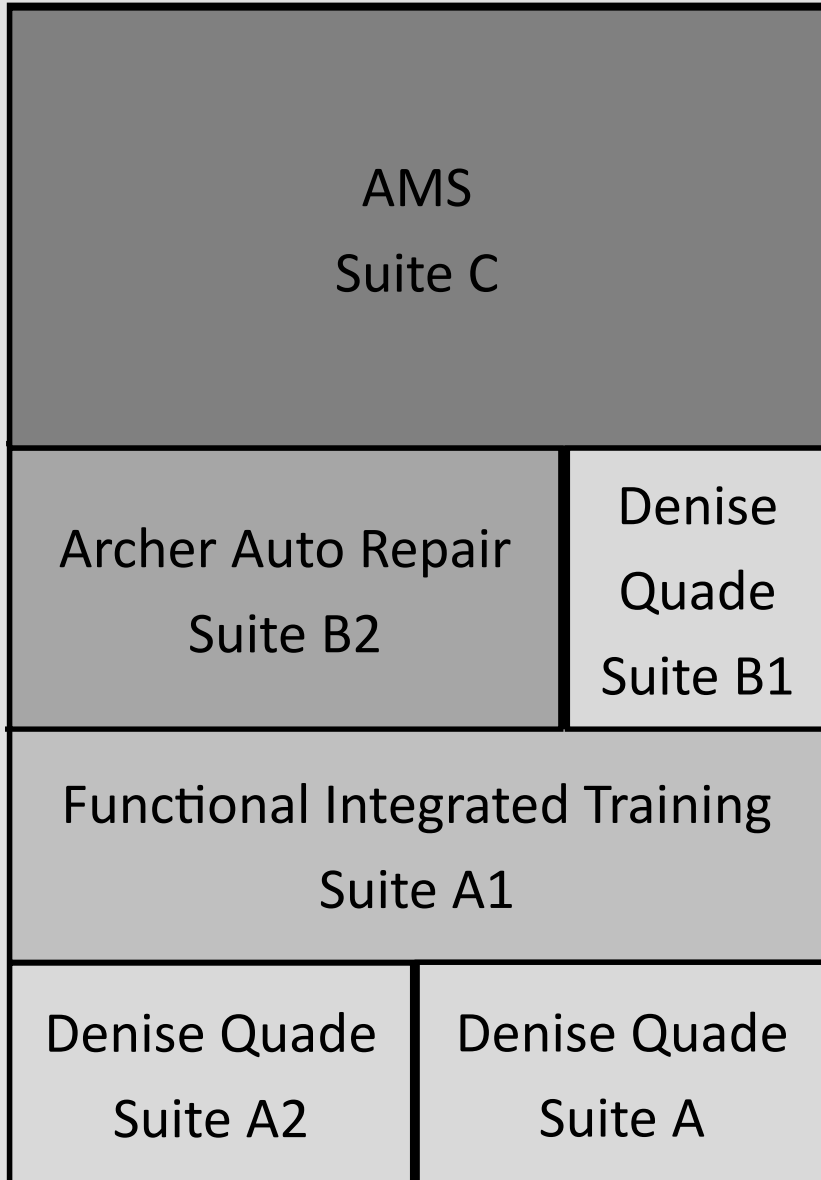 AMS
Suite C
Archer Auto Repair
Suite B2
Denise
Quade
Suite B1
Functional Integrated Training
Suite A1
Denise Quade
Suite A2
Denise Quade
Suite A